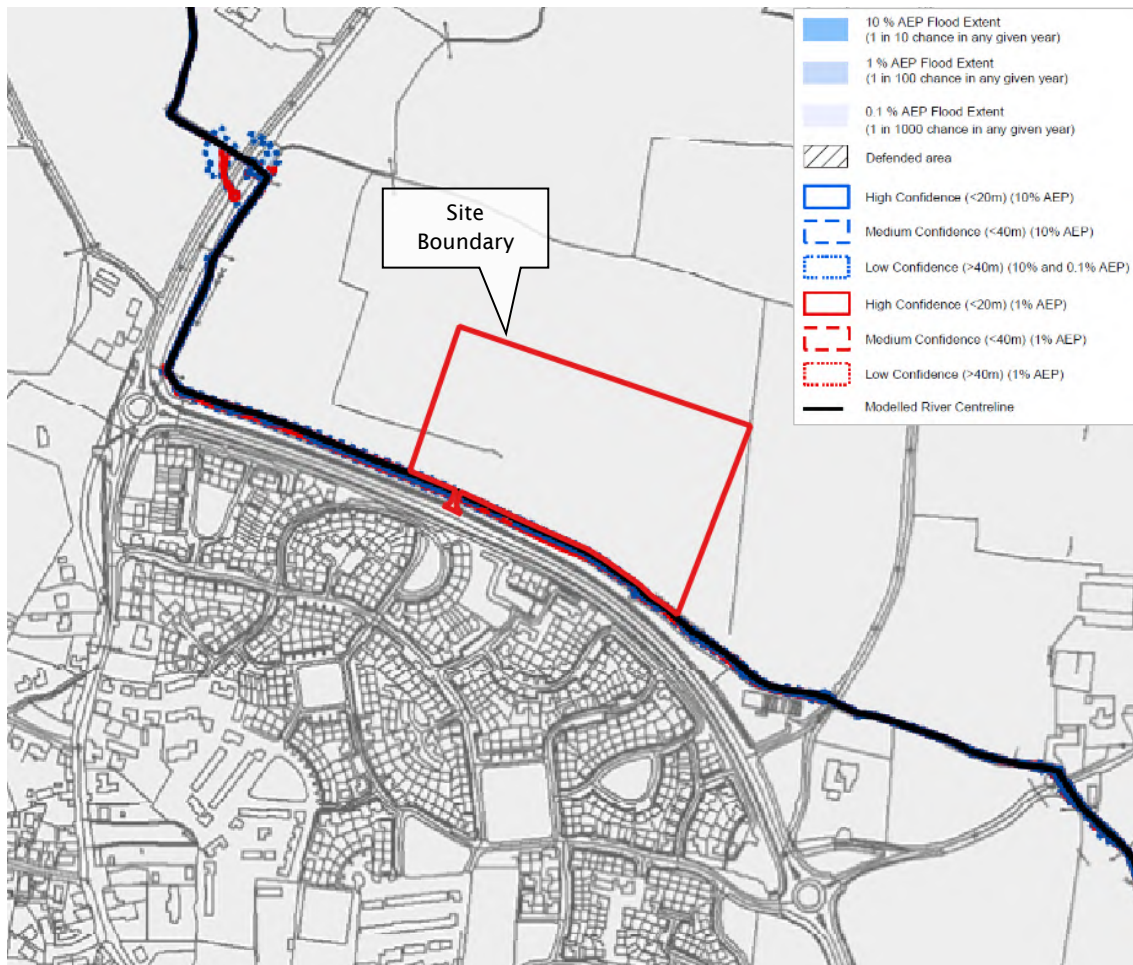 10 % AEP Flood Extent
(1 in 10 chance in any given year)
1 % AEP Flood Extent
(1 in 100 chance in any given year)
0.1 % AEP Flood Extent
(1 in 1000 chance in any given year)
Defended area
High Confidence (<20m) (10% AEP)
Medium Confidence (<40m) (10% AEP)
Low Confidence (>40m) (10% and 0.1% AEP)
High Confidence (<20m) (1% AEP)
Medium Confidence (<40m) (1% AEP)
Low Confidence (>40m) (1% AEP)
Modelled River Centreline
Site
Boundary